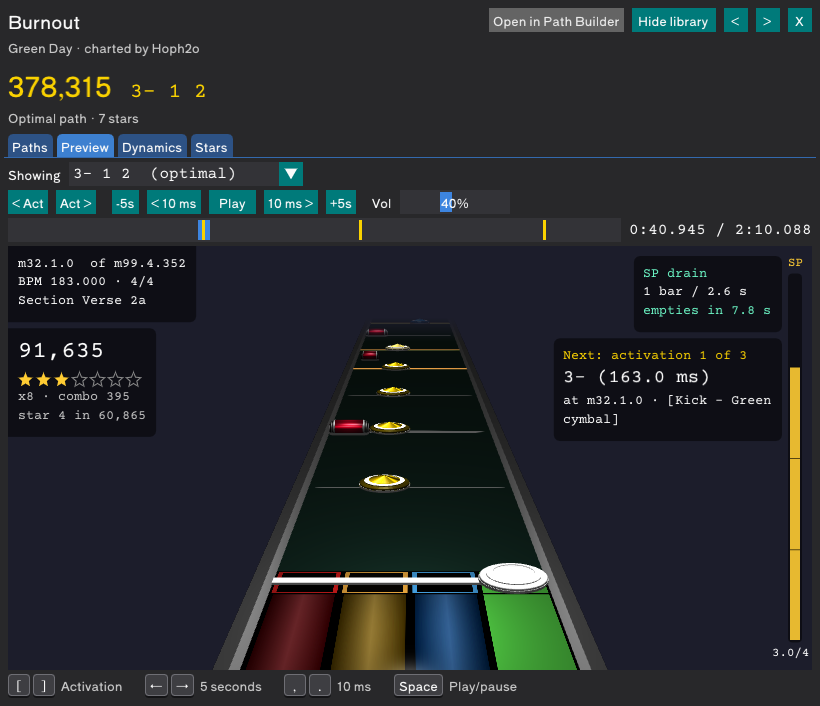 Burnout
Open in Path Builder Hide library < > X
Green Day · charted by Hoph2o
378,315 3- 1 2
Optimal path · 7 stars
Paths Preview Dynamics Stars
Showing 3- 1 2 (optimal) ▼
< Act Act > -5s < 10 ms Play 10 ms > +5s Vol 40%
0:40.945 / 2:10.088
m32.1.0 of m99.4.352
BPM 183.000 · 4/4
Section Verse 2a
91,635
x8 · combo 395
star 4 in 60,865
SP drain
1 bar / 2.6 s
empties in 7.8 s
SP
Next: activation 1 of 3
3- (163.0 ms)
at m32.1.0 · [Kick - Green
cymbal]
3.0/4
[ ] Activation ← → 5 seconds , . 10 ms Space Play/pause